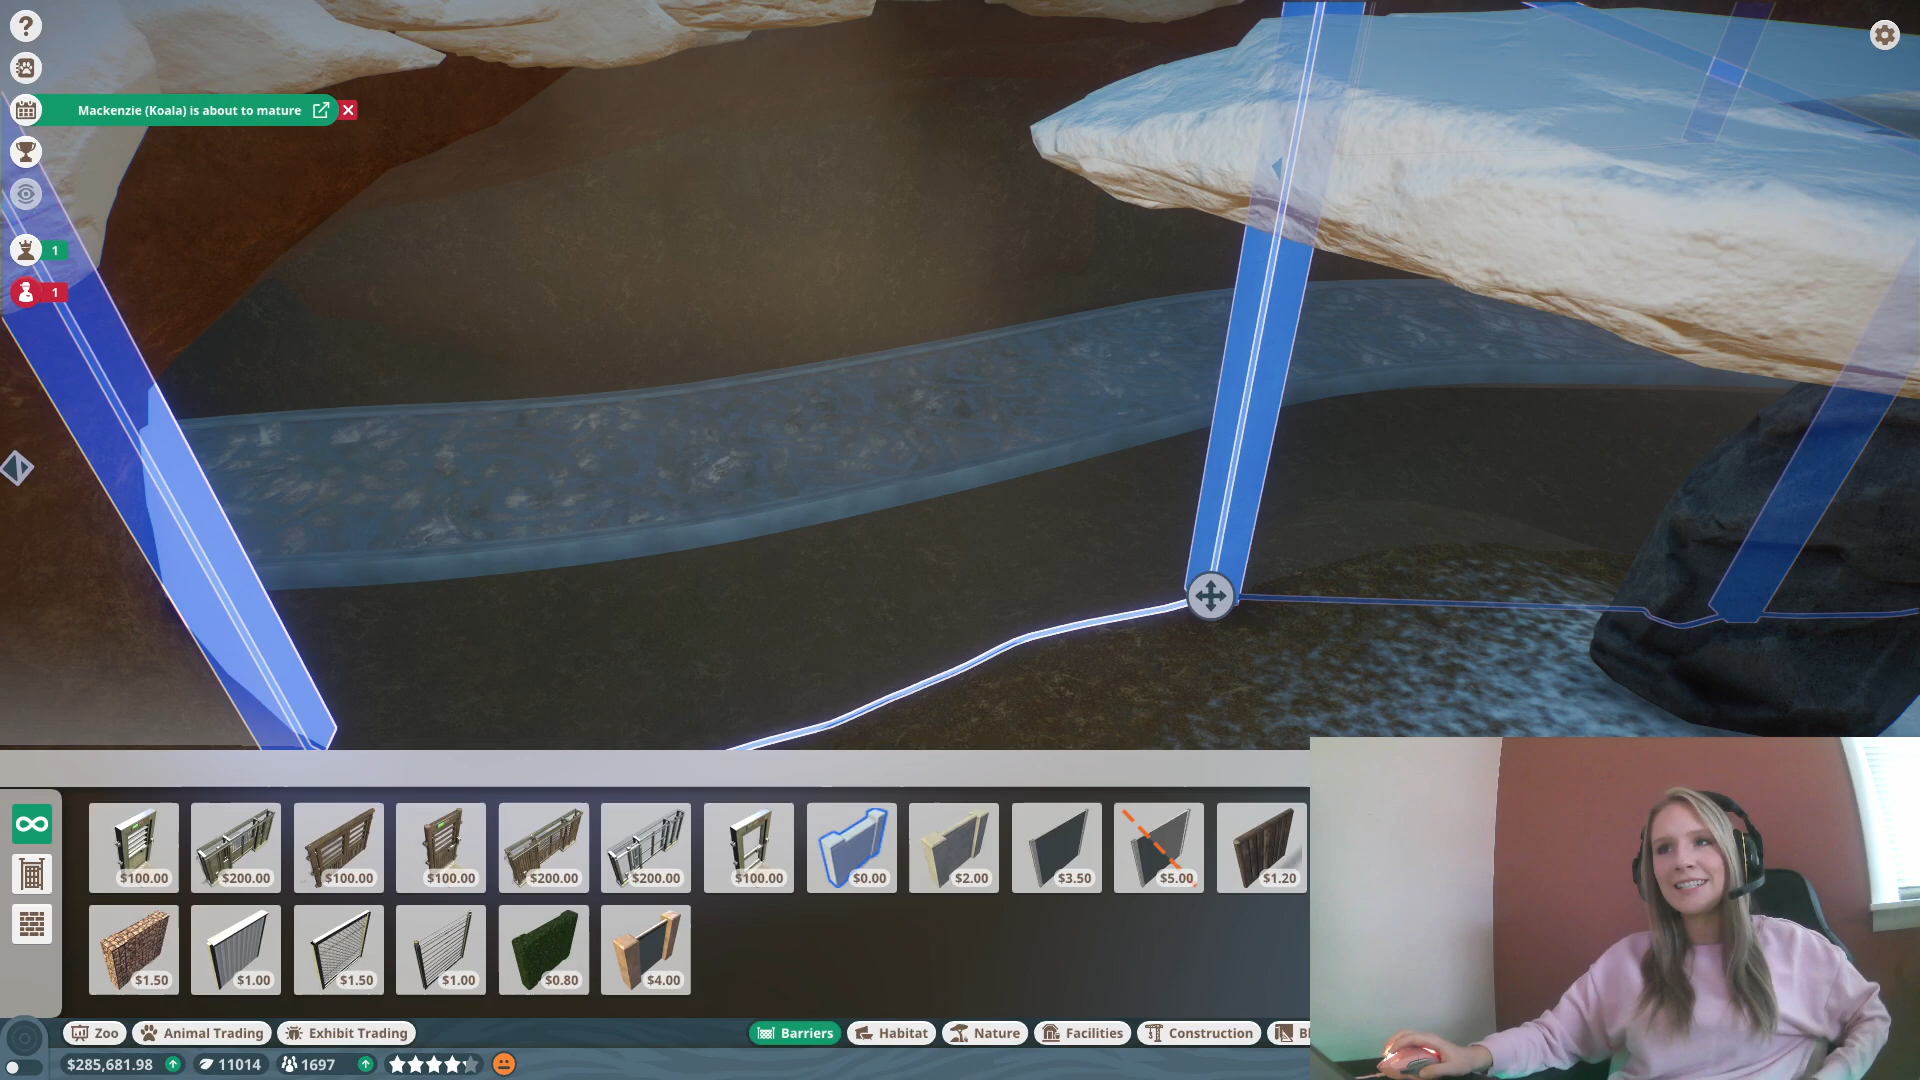 ?
Mackenzie (Koala) is about to mature
1
1
$100.00
$200.00
$100.00
$100.00
$200.00
$200.00
$100.00
$0.00
$2.00
$3.50
$5.00
$1.20
$1.50
$1.00
$1.50
$1.00
$0.80
$4.00
Zoo
Animal Trading
Exhibit Trading
Barriers
Habitat
Nature
Facilities
Construction
Bl
$285,681.98
11014
1697